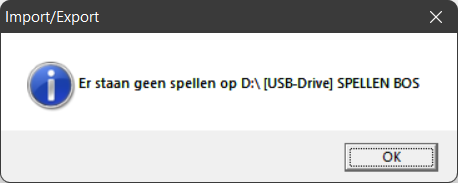 Import/Export
Er staan geen spellen op D:\ [USB-Drive] SPELLEN BOS
OK